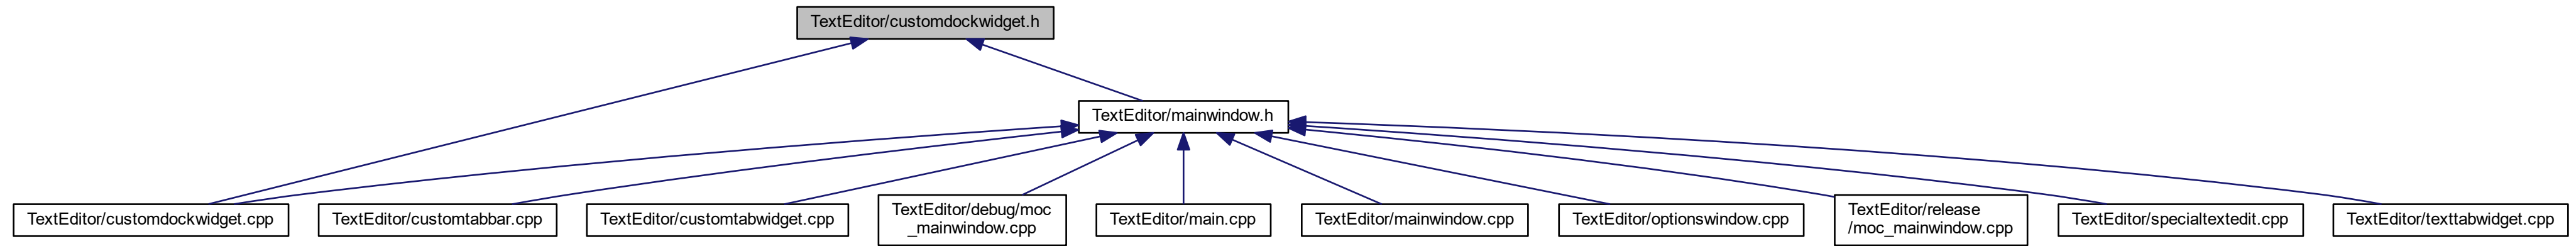 TextEditor/customdockwidget.h
TextEditor/mainwindow.h
TextEditor/customdockwidget.cpp
TextEditor/customtabbar.cpp
TextEditor/customtabwidget.cpp
TextEditor/debug/moc
_mainwindow.cpp
TextEditor/main.cpp
TextEditor/mainwindow.cpp
TextEditor/optionswindow.cpp
TextEditor/release
/moc_mainwindow.cpp
TextEditor/specialtextedit.cpp
TextEditor/texttabwidget.cpp